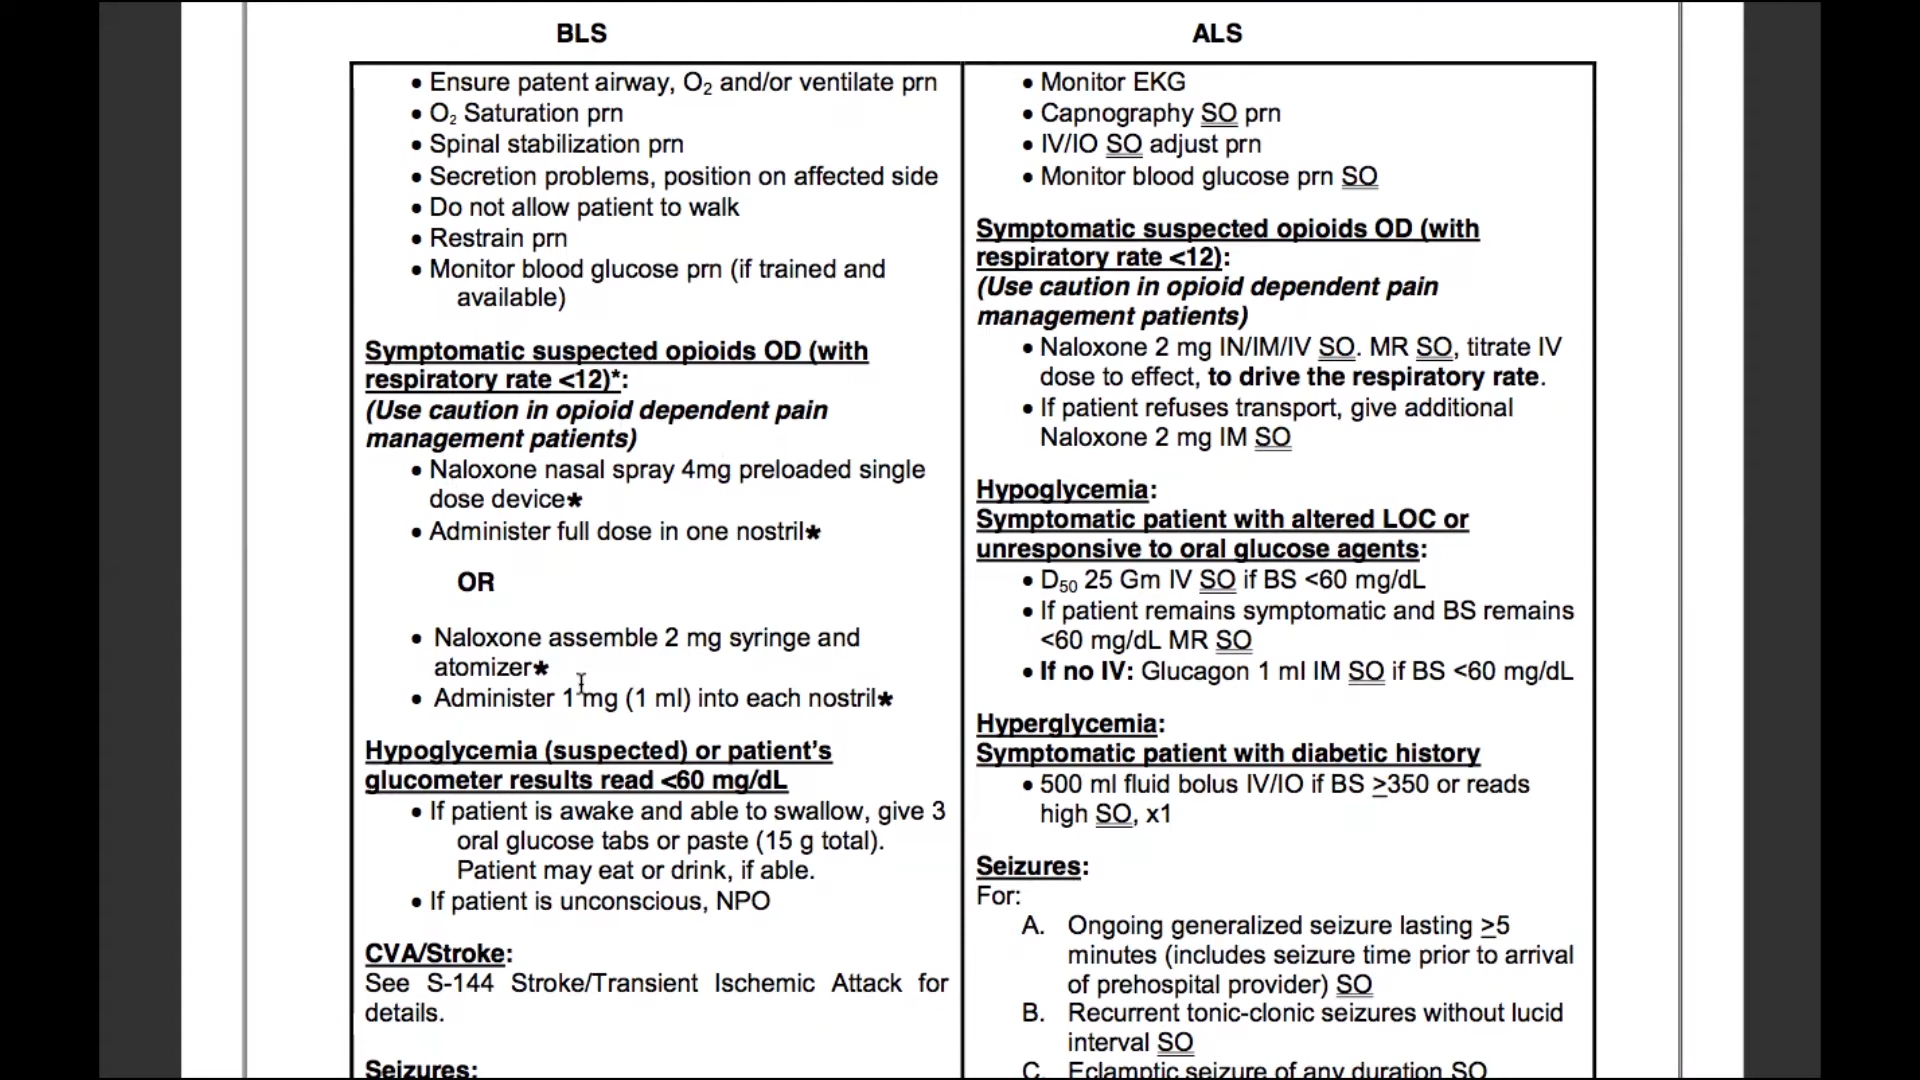 BLS
• Ensure patent airway, O₂ and/or ventilate prn
• O₂ Saturation prn
• Spinal stabilization prn
• Secretion problems, position on affected side
• Do not allow patient to walk
• Restrain prn
• Monitor blood glucose prn (if trained and
available)
Symptomatic suspected opioids OD (with
respiratory rate <12)*:
(Use caution in opioid dependent pain
management patients)
• Naloxone nasal spray 4mg preloaded single
dose device*
• Administer full dose in one nostril*
OR
• Naloxone assemble 2 mg syringe and
atomizer*
• Administer 1 mg (1 ml) into each nostril*
Hypoglycemia (suspected) or patient’s
glucometer results read <60 mg/dL
• If patient is awake and able to swallow, give 3
oral glucose tabs or paste (15 g total).
Patient may eat or drink, if able.
• If patient is unconscious, NPO
CVA/Stroke:
See S-144 Stroke/Transient Ischemic Attack for
details.
Seizures:
ALS
• Monitor EKG
• Capnography SO prn
• IV/IO SO adjust prn
• Monitor blood glucose prn SO
Symptomatic suspected opioids OD (with
respiratory rate <12):
(Use caution in opioid dependent pain
management patients)
• Naloxone 2 mg IN/IM/IV SO. MR SO, titrate IV
dose to effect, to drive the respiratory rate.
• If patient refuses transport, give additional
Naloxone 2 mg IM SO
Hypoglycemia:
Symptomatic patient with altered LOC or
unresponsive to oral glucose agents:
• D₅₀ 25 Gm IV SO if BS <60 mg/dL
• If patient remains symptomatic and BS remains
<60 mg/dL MR SO
• If no IV: Glucagon 1 ml IM SO if BS <60 mg/dL
Hyperglycemia:
Symptomatic patient with diabetic history
• 500 ml fluid bolus IV/IO if BS ≥350 or reads
high SO, x1
Seizures:
For:
A. Ongoing generalized seizure lasting ≥5
minutes (includes seizure time prior to arrival
of prehospital provider) SO
B. Recurrent tonic-clonic seizures without lucid
interval SO
C. Eclamptic seizure of any duration SO